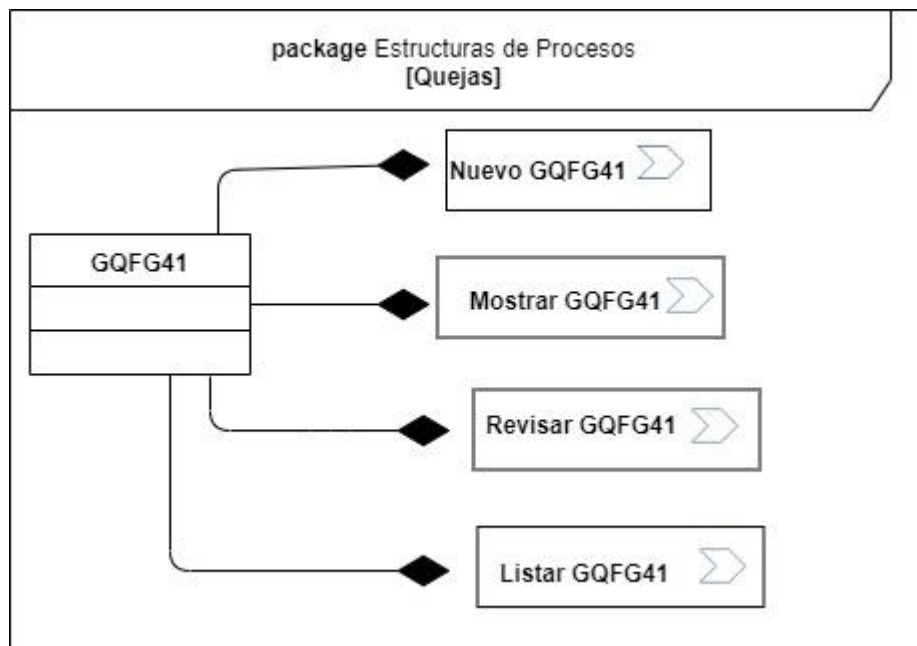 package Estructuras de Procesos
[Quejas]
Nuevo GQFG41
GQFG41
Mostrar GQFG41
Revisar GQFG41
Listar GQFG41